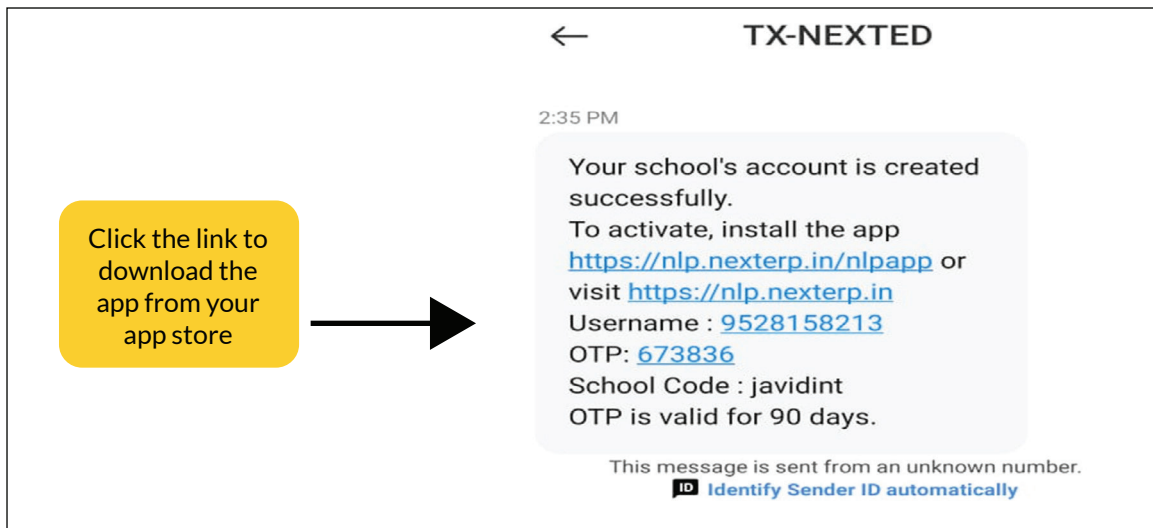 TX-NEXTED
2:35 PM
Your school's account is created
successfully.
To activate, install the app
https://nlp.nexterp.in/nlpapp or
visit https://nlp.nexterp.in
Username : 9528158213
OTP: 673836
School Code : javidint
OTP is valid for 90 days.
This message is sent from an unknown number.
ID Identify Sender ID automatically
Click the link to
download the
app from your
app store